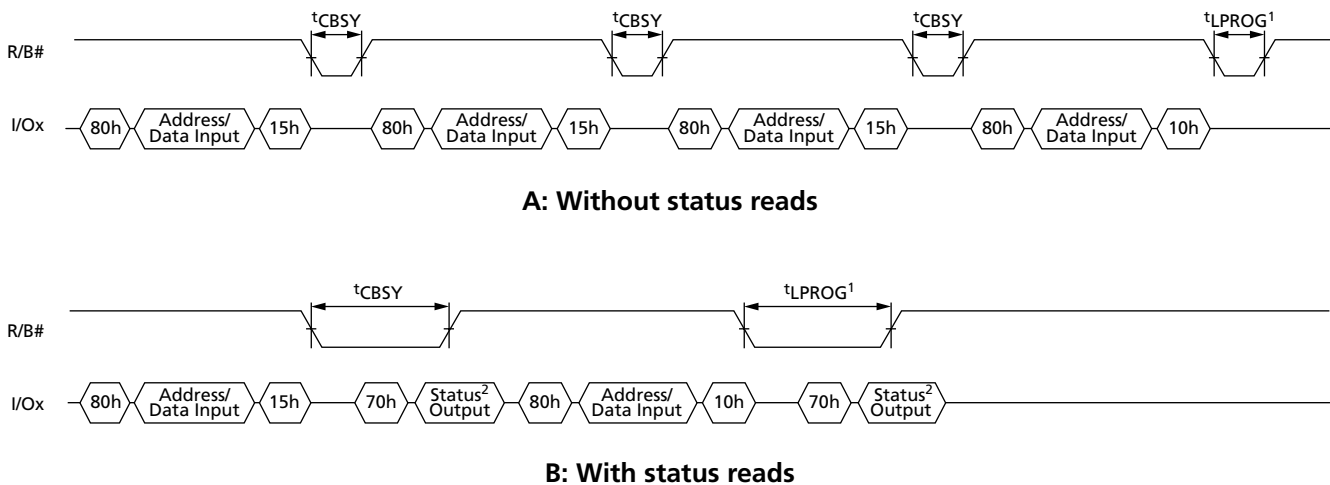 tCBSY tCBSY tCBSY tLPROG1
R/B#
I/Ox 80h Address/ Data Input 15h 80h Address/ Data Input 15h 80h Address/ Data Input 15h 80h Address/ Data Input 10h
A: Without status reads
tCBSY tLPROG1
R/B#
I/Ox 80h Address/ Data Input 15h 70h Status2 Output 80h Address/ Data Input 10h 70h Status2 Output
B: With status reads